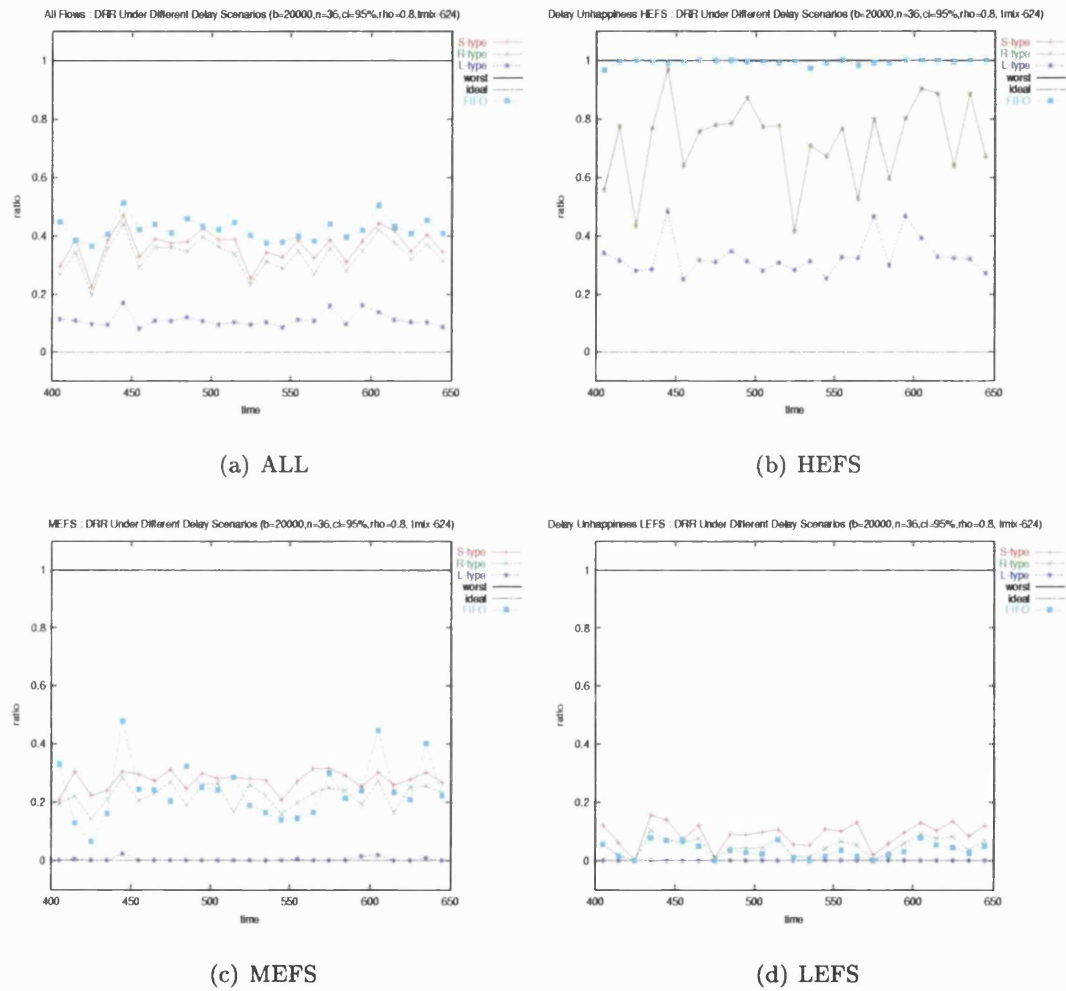 All Flows : DRR Under Different Delay Scenarios (b=20000,n=36,ci=95%,rho=0.8,tmix-624)
S-type
R-type
L-type
worst
ideal
FIFO
1
0.8
0.6
0.4
0.2
0
ratio
400
450
500
550
600
650
time
(a) ALL
Delay Unhappiness HEFS : DRR Under Different Delay Scenarios (b=20000,n=36,ci=95%,rho=0.8, tmix-624)
S-type
R-type
L-type
worst
ideal
FIFO
1
0.8
0.6
0.4
0.2
0
ratio
400
450
500
550
600
650
time
(b) HEFS
MEFS : DRR Under Different Delay Scenarios (b=20000,n=36,ci=95%,rho=0.8, tmix-624)
S-type
R-type
L-type
worst
ideal
FIFO
1
0.8
0.6
0.4
0.2
0
ratio
400
450
500
550
600
650
time
(c) MEFS
Delay Unhappiness LEFS : DRR Under Different Delay Scenarios (b=20000,n=36,ci=95%,rho=0.8, tmix-624)
S-type
R-type
L-type
worst
ideal
FIFO
1
0.8
0.6
0.4
0.2
0
ratio
400
450
500
550
600
650
time
(d) LEFS